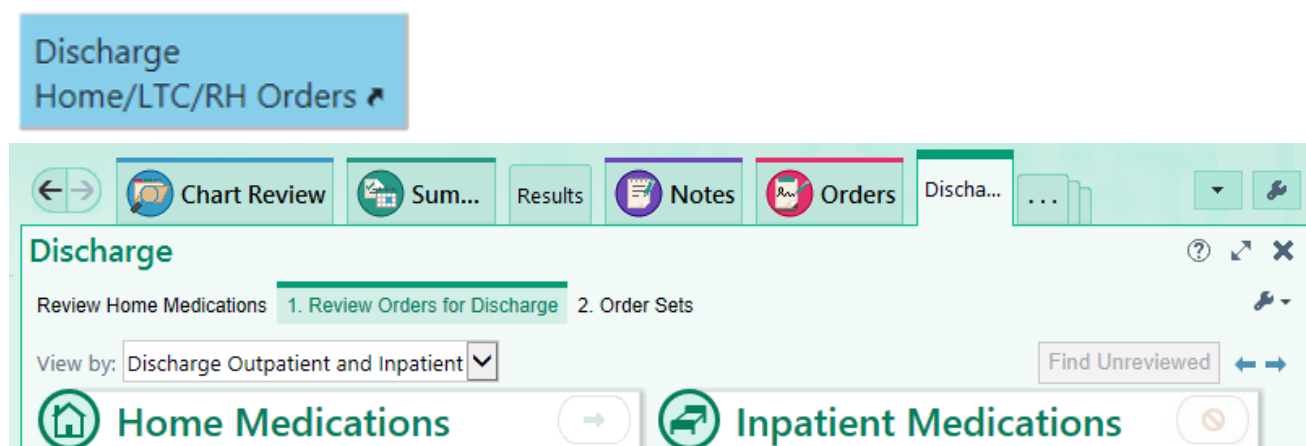 Discharge
Home/LTC/RH Orders
Chart Review Sum... Results Notes Orders Discha... ...
Discharge
Review Home Medications 1. Review Orders for Discharge 2. Order Sets
View by: Discharge Outpatient and Inpatient Find Unreviewed
Home Medications Inpatient Medications